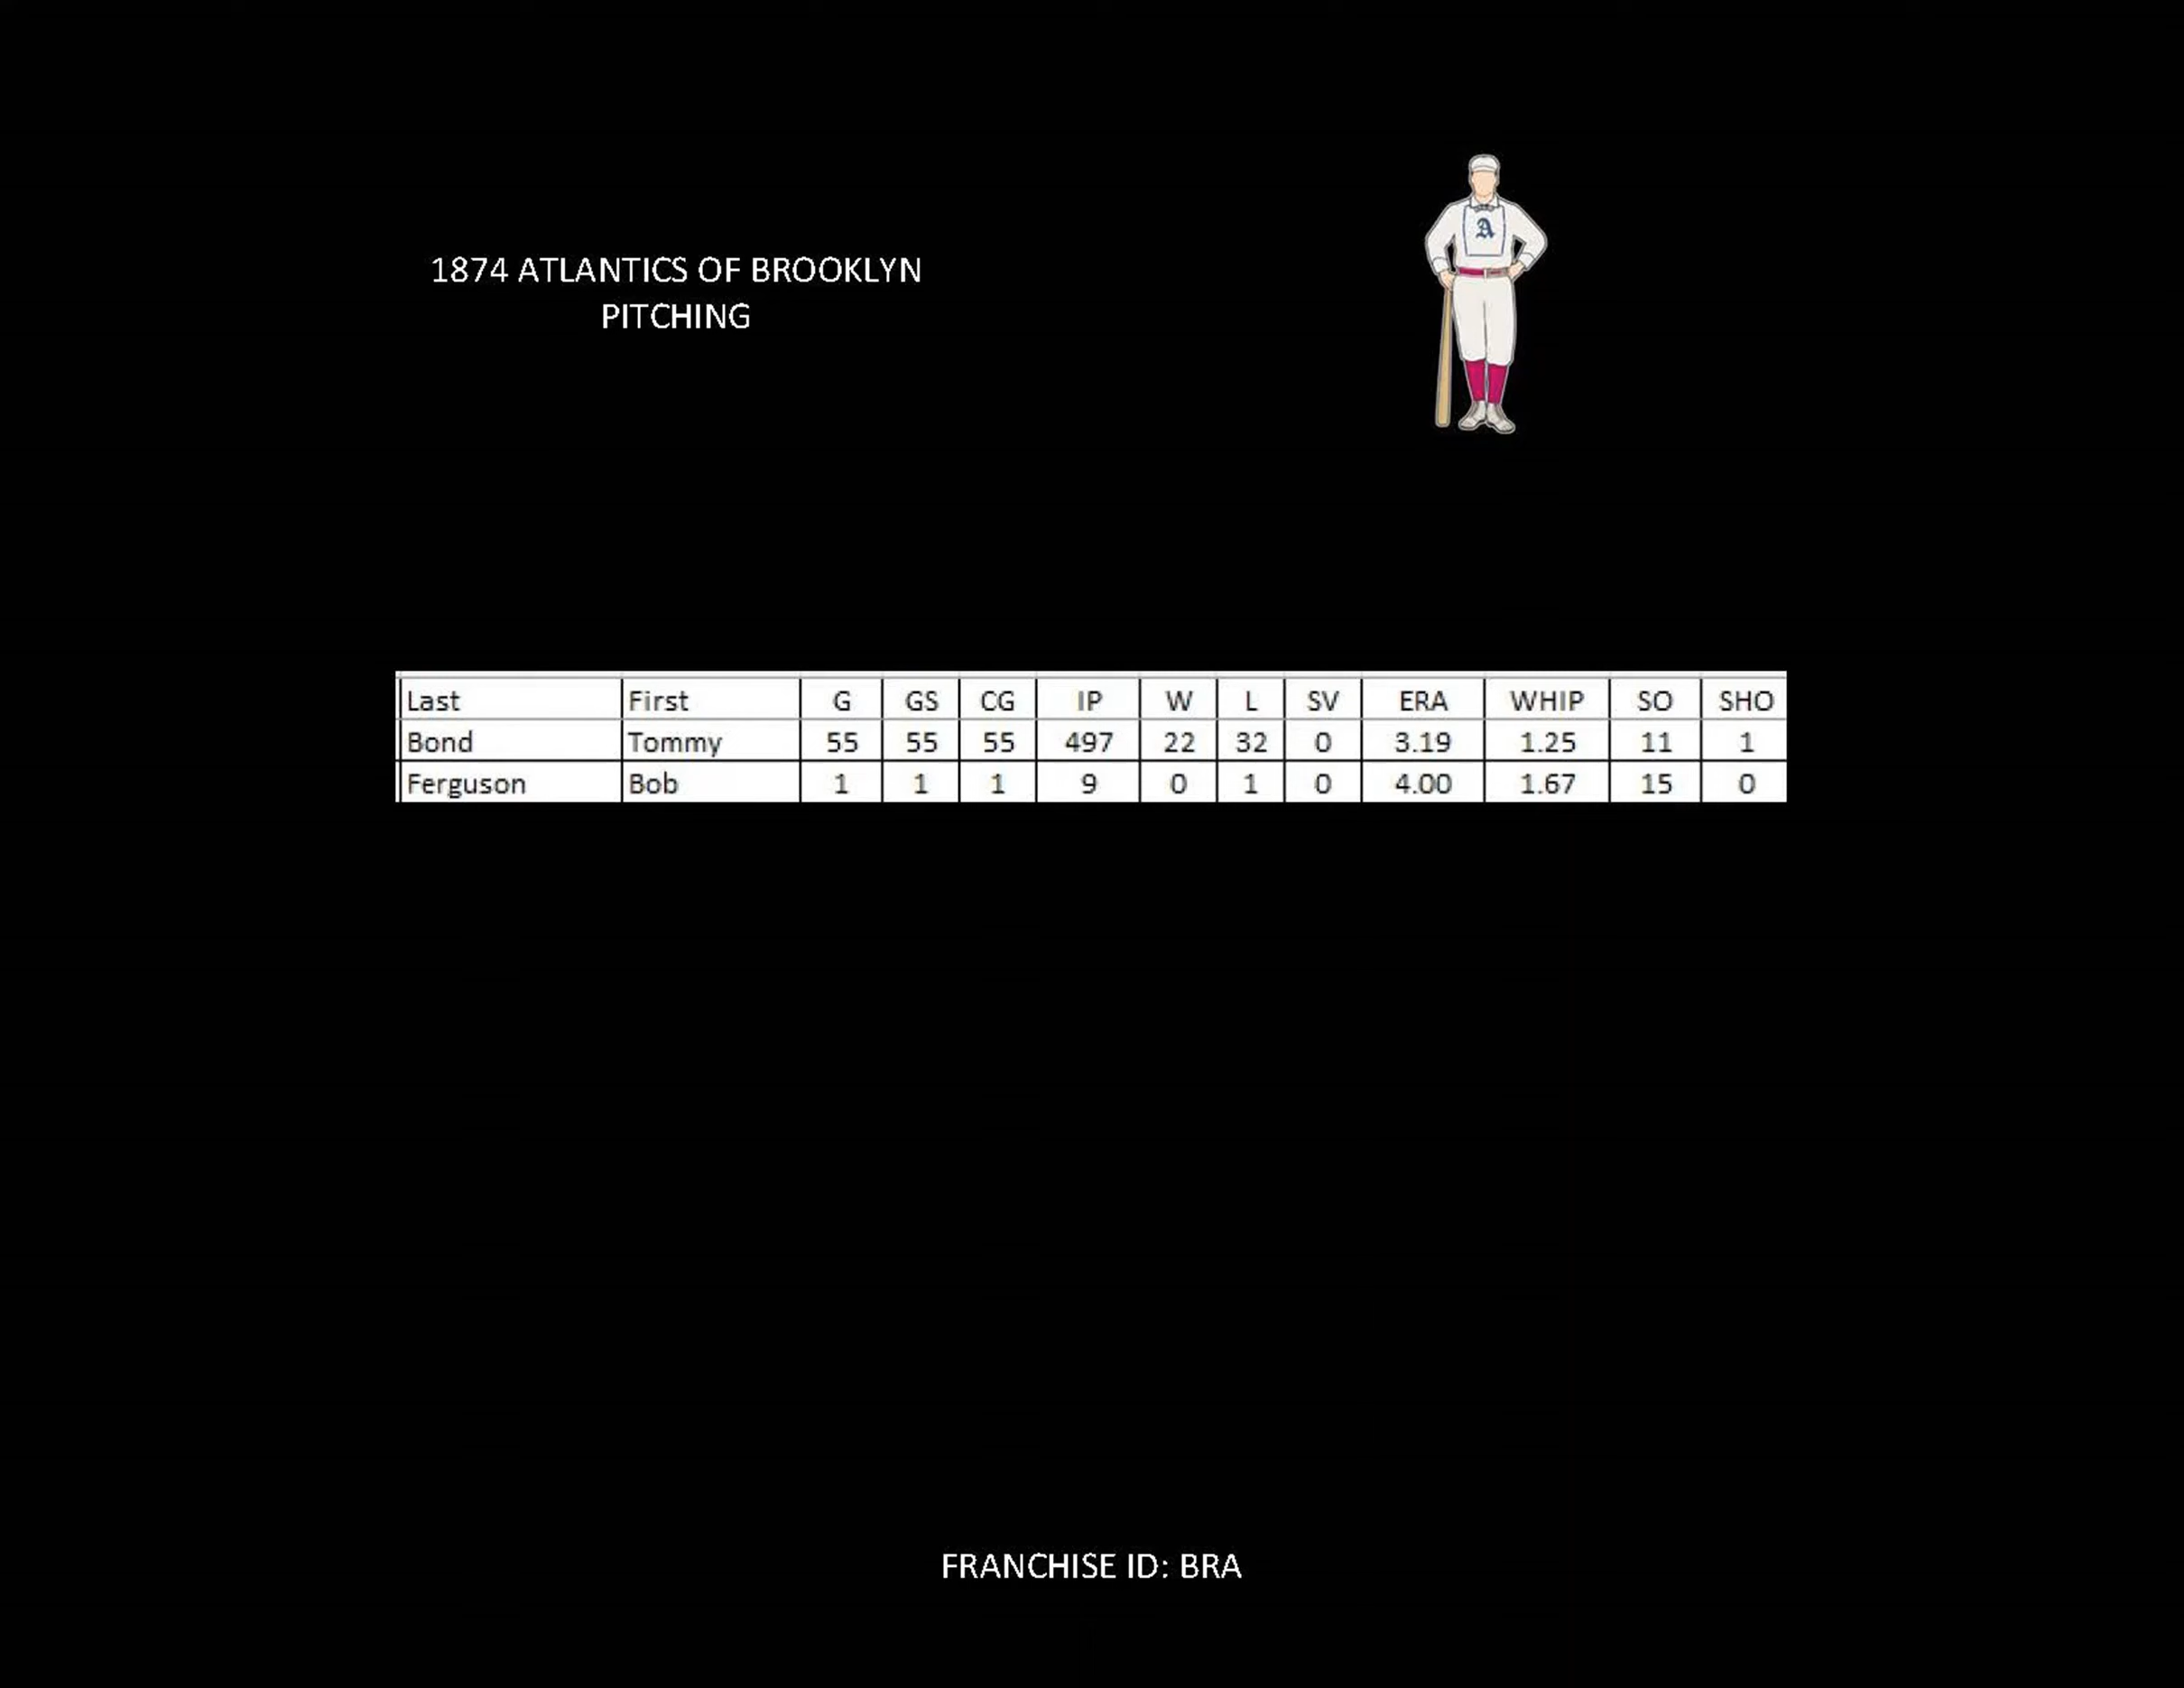 1874 ATLANTICS OF BROOKLYN
PITCHING
A
Last First G GS CG IP W L SV ERA WHIP SO SHO
Bond Tommy 55 55 55 497 22 32 0 3.19 1.25 11 1
Ferguson Bob 1 1 1 9 0 1 0 4.00 1.67 15 0
FRANCHISE ID: BRA